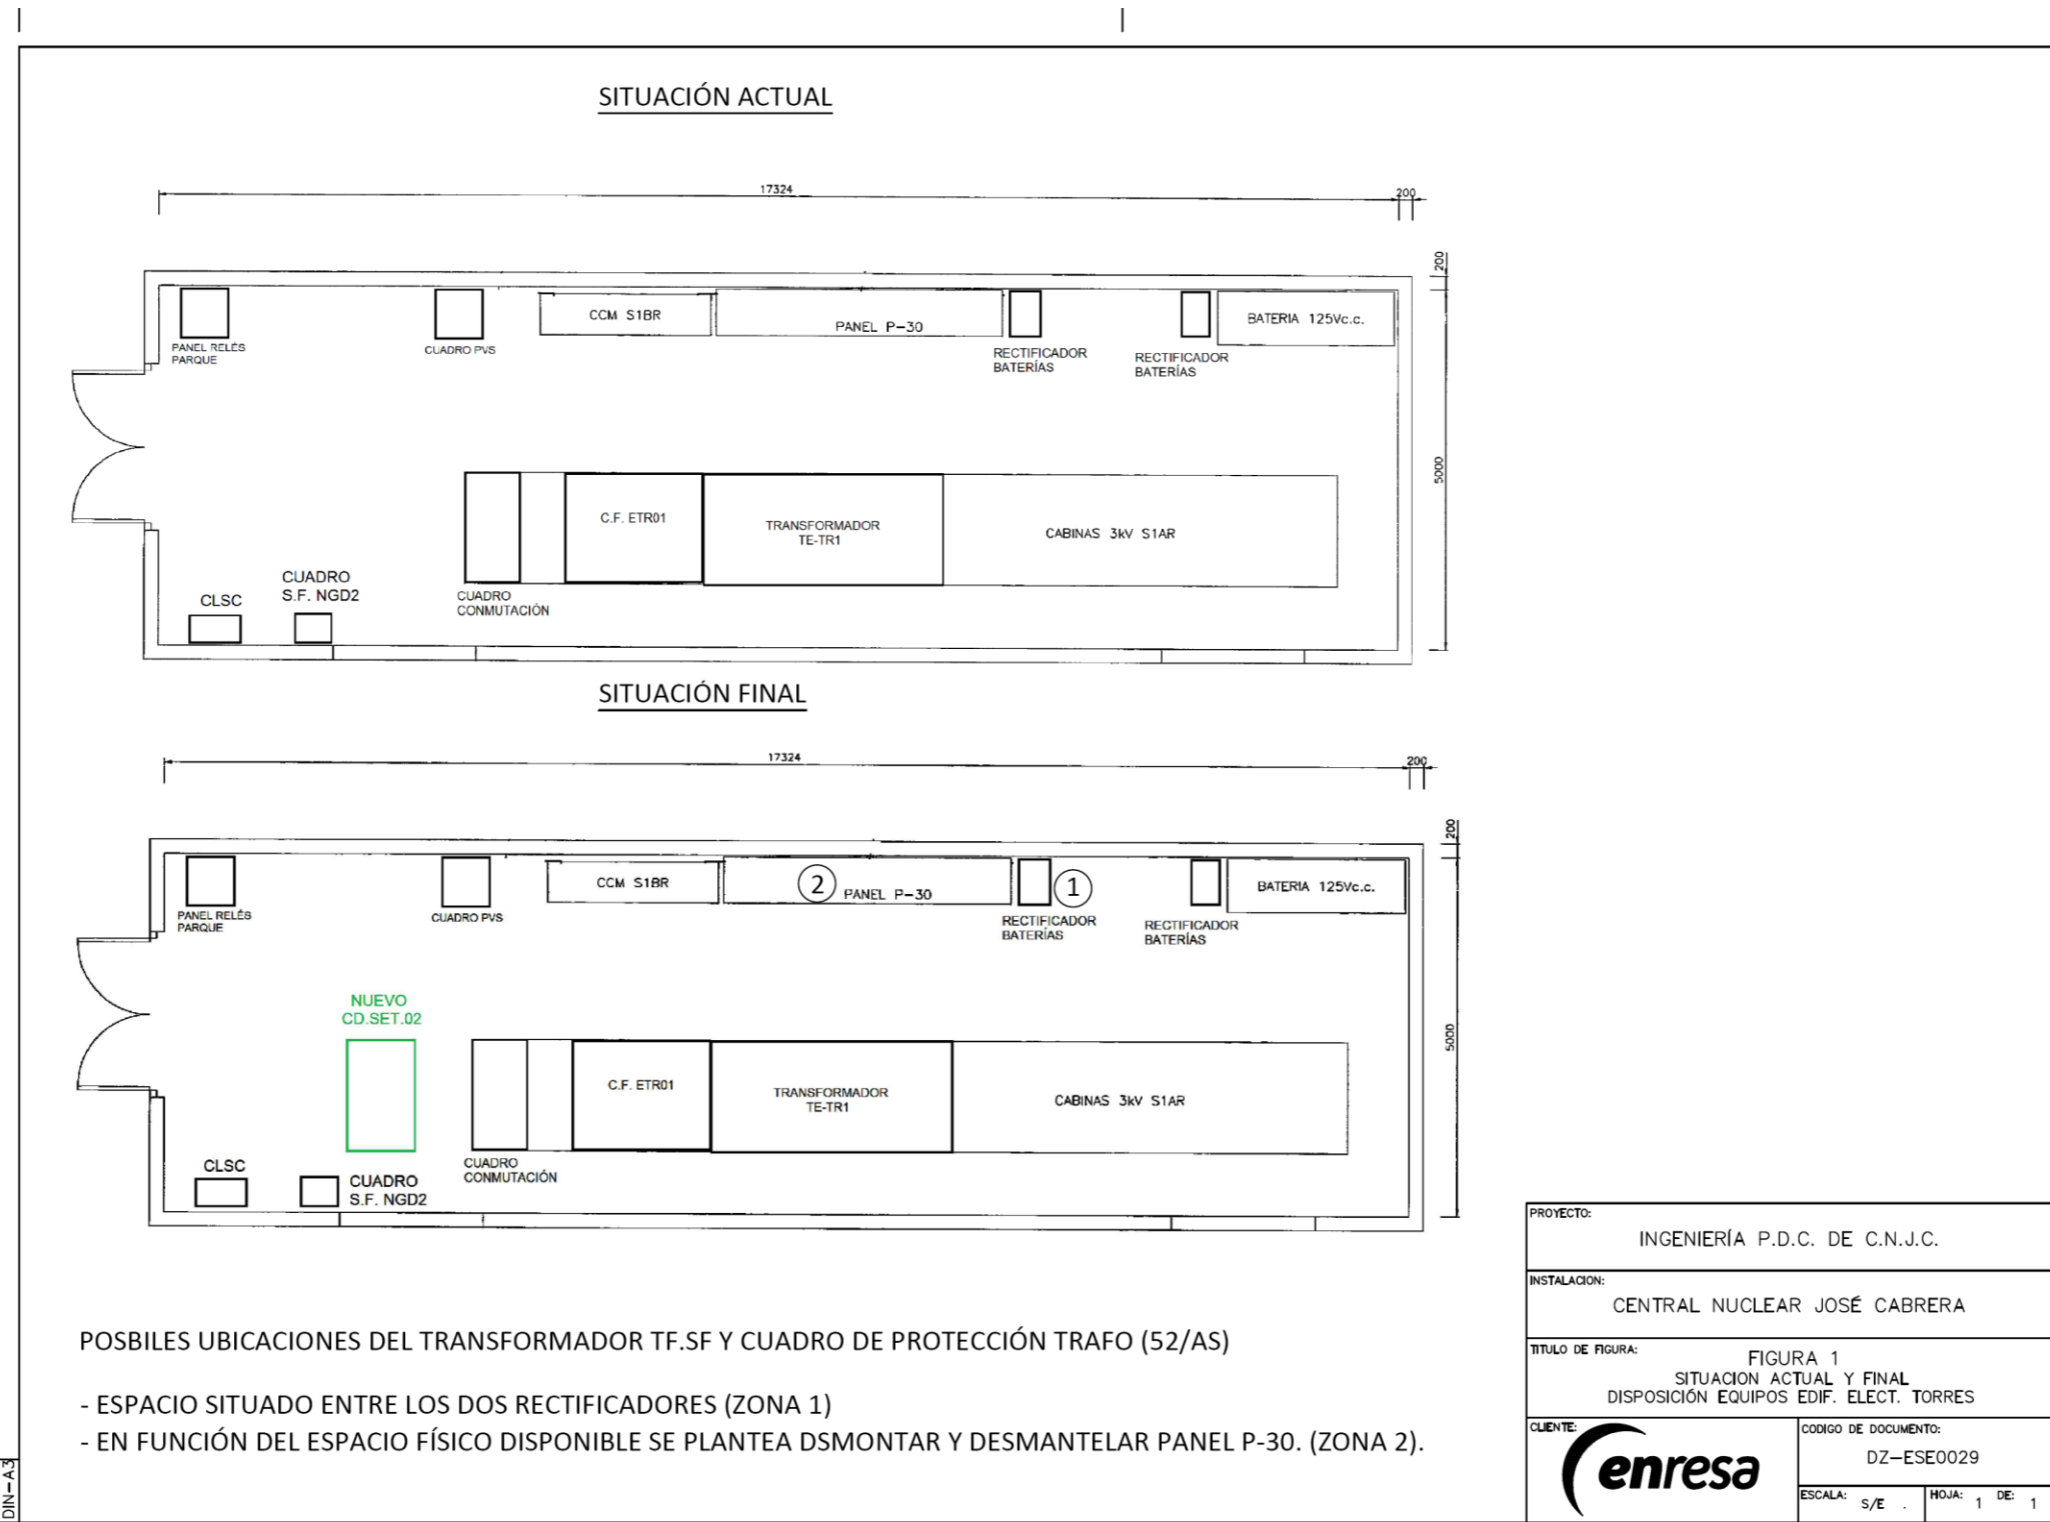 SITUACIÓN ACTUAL
17324
200
200
CCM S1BR
PANEL P-30
BATERIA 125Vc.c.
PANEL RELÉS
PARQUE
CUADRO PVS
RECTIFICADOR
BATERÍAS
RECTIFICADOR
BATERÍAS
5000
C.F. ETR01
TRANSFORMADOR
TE-TR1
CABINAS 3kV S1AR
CUADRO
S.F. NGD2
CLSC
CUADRO
CONMUTACIÓN
SITUACIÓN FINAL
17324
200
200
CCM S1BR
2
PANEL P-30
1
BATERIA 125Vc.c.
PANEL RELÉS
PARQUE
CUADRO PVS
RECTIFICADOR
BATERÍAS
RECTIFICADOR
BATERÍAS
NUEVO
CD.SET.02
5000
C.F. ETR01
TRANSFORMADOR
TE-TR1
CABINAS 3kV S1AR
CLSC
CUADRO
S.F. NGD2
CUADRO
CONMUTACIÓN
POSBILES UBICACIONES DEL TRANSFORMADOR TF.SF Y CUADRO DE PROTECCIÓN TRAFO (52/AS)
- ESPACIO SITUADO ENTRE LOS DOS RECTIFICADORES (ZONA 1)
- EN FUNCIÓN DEL ESPACIO FÍSICO DISPONIBLE SE PLANTEA DSMONTAR Y DESMANTELAR PANEL P-30. (ZONA 2).
DIN-A3
PROYECTO:
INGENIERÍA P.D.C. DE C.N.J.C.
INSTALACION:
CENTRAL NUCLEAR JOSÉ CABRERA
TITULO DE FIGURA:
FIGURA 1
SITUACION ACTUAL Y FINAL
DISPOSICIÓN EQUIPOS EDIF. ELECT. TORRES
CLIENTE:
enresa
CODIGO DE DOCUMENTO:
DZ-ESE0029
ESCALA: S/E .
HOJA: 1 DE: 1